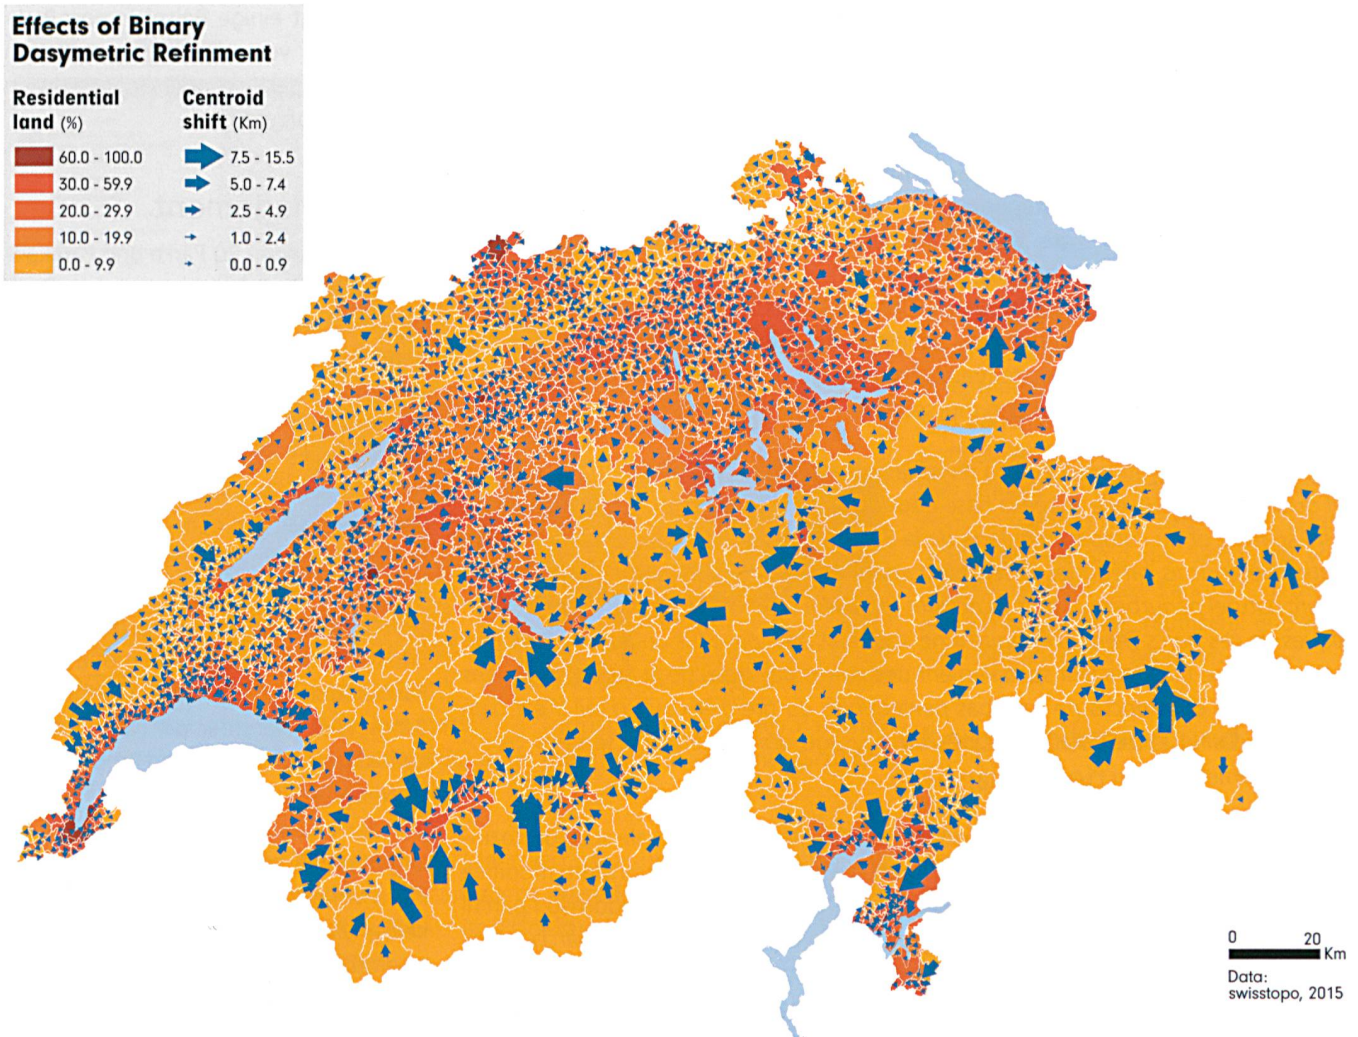 Effects of Binary
Dasymetric Refinment
Residential
land (%)
60.0 - 100.0
30.0 - 59.9
20.0 - 29.9
10.0 - 19.9
0.0 - 9.9
Centroid
shift (Km)
7.5 - 15.5
5.0 - 7.4
2.5 - 4.9
1.0 - 2.4
0.0 - 0.9
0 20
Km
Data:
swisstopo, 2015